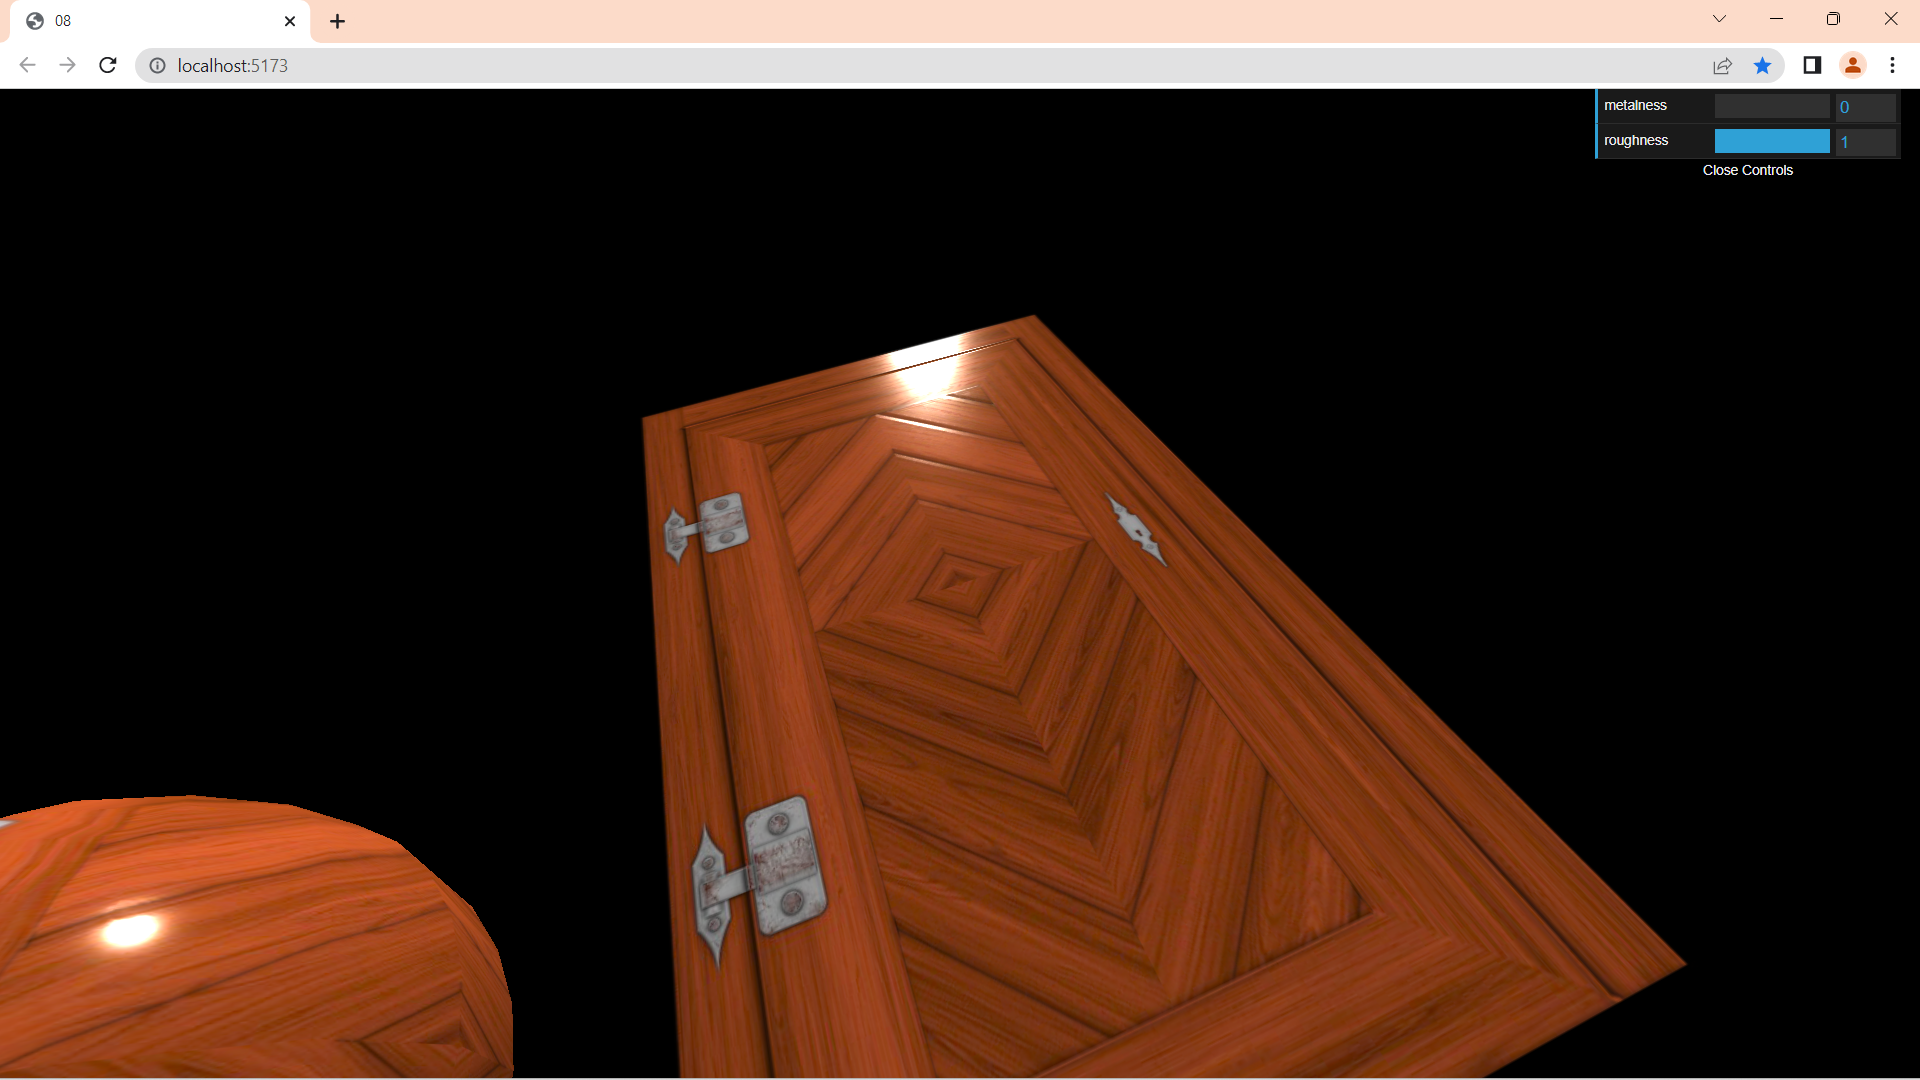 08
localhost:5173
metalness 0
roughness 1
Close Controls